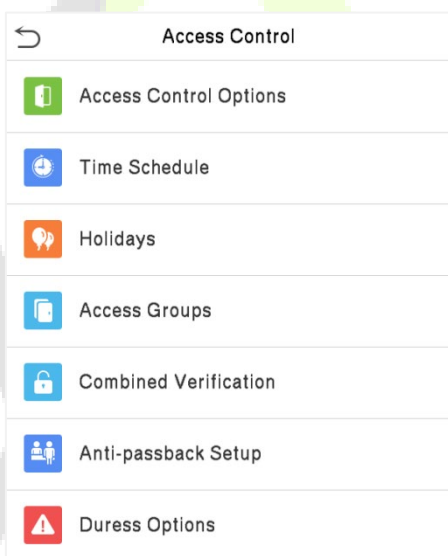 Access Control
Access Control Options
Time Schedule
Holidays
Access Groups
Combined Verification
Anti-passback Setup
Duress Options